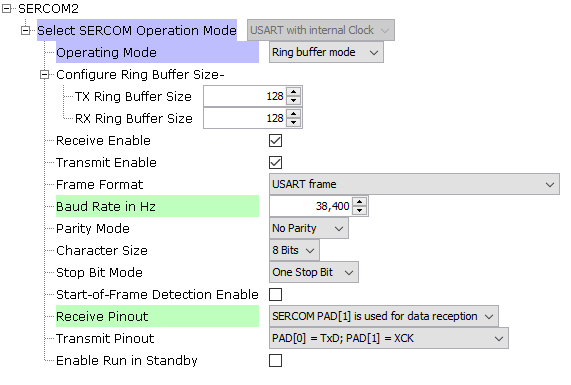 SERCOM2
Select SERCOM Operation Mode USART with internal Clock
Operating Mode Ring buffer mode
Configure Ring Buffer Size-
TX Ring Buffer Size 128
RX Ring Buffer Size 128
Receive Enable
Transmit Enable
Frame Format USART frame
Baud Rate in Hz 38,400
Parity Mode No Parity
Character Size 8 Bits
Stop Bit Mode One Stop Bit
Start-of-Frame Detection Enable
Receive Pinout SERCOM PAD[1] is used for data reception
Transmit Pinout PAD[0] = TxD; PAD[1] = XCK
Enable Run in Standby